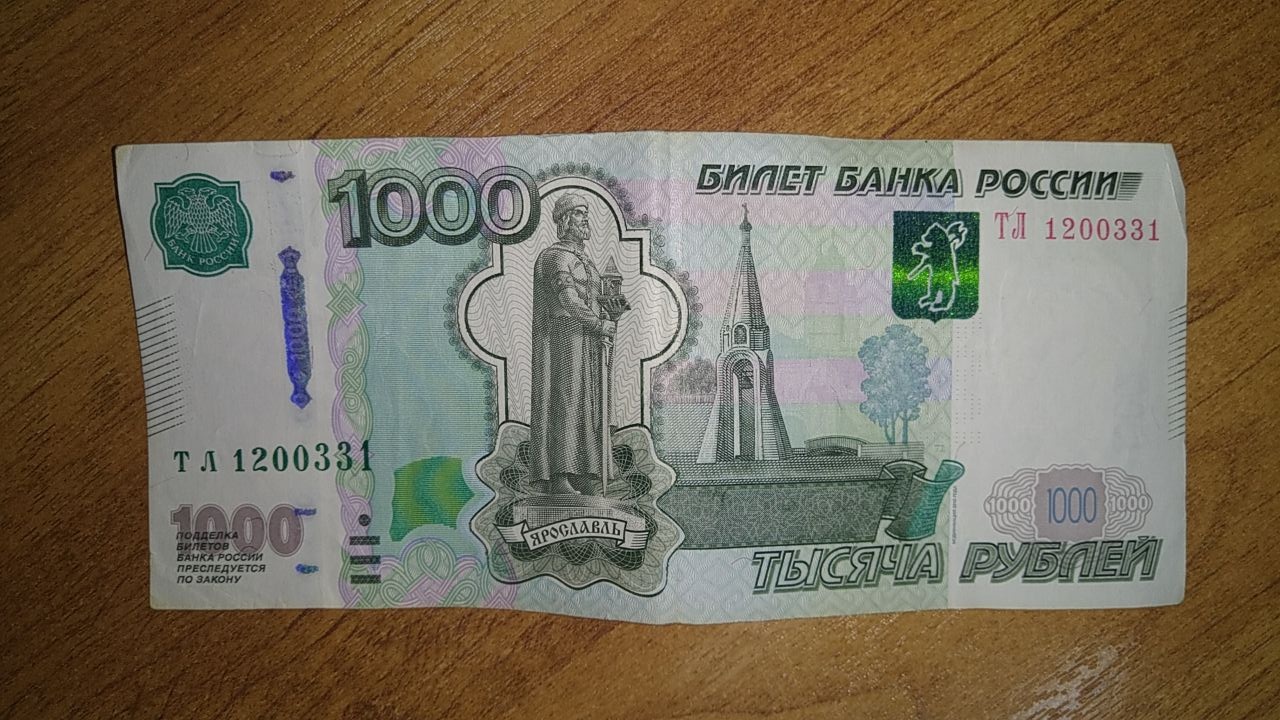 БИЛЕТ БАНКА РОССИИ
1000
ТЛ 1200331
БАНК РОССИИ
1000
тл 1200331
1000
ПОДДЕЛКА
БИЛЕТОВ
БАНКА РОССИИ
ПРЕСЛЕДУЕТСЯ
ПО ЗАКОНУ
ЯРОСЛАВЛЬ
1000 1000 1000
ТЫСЯЧА РУБЛЕЙ